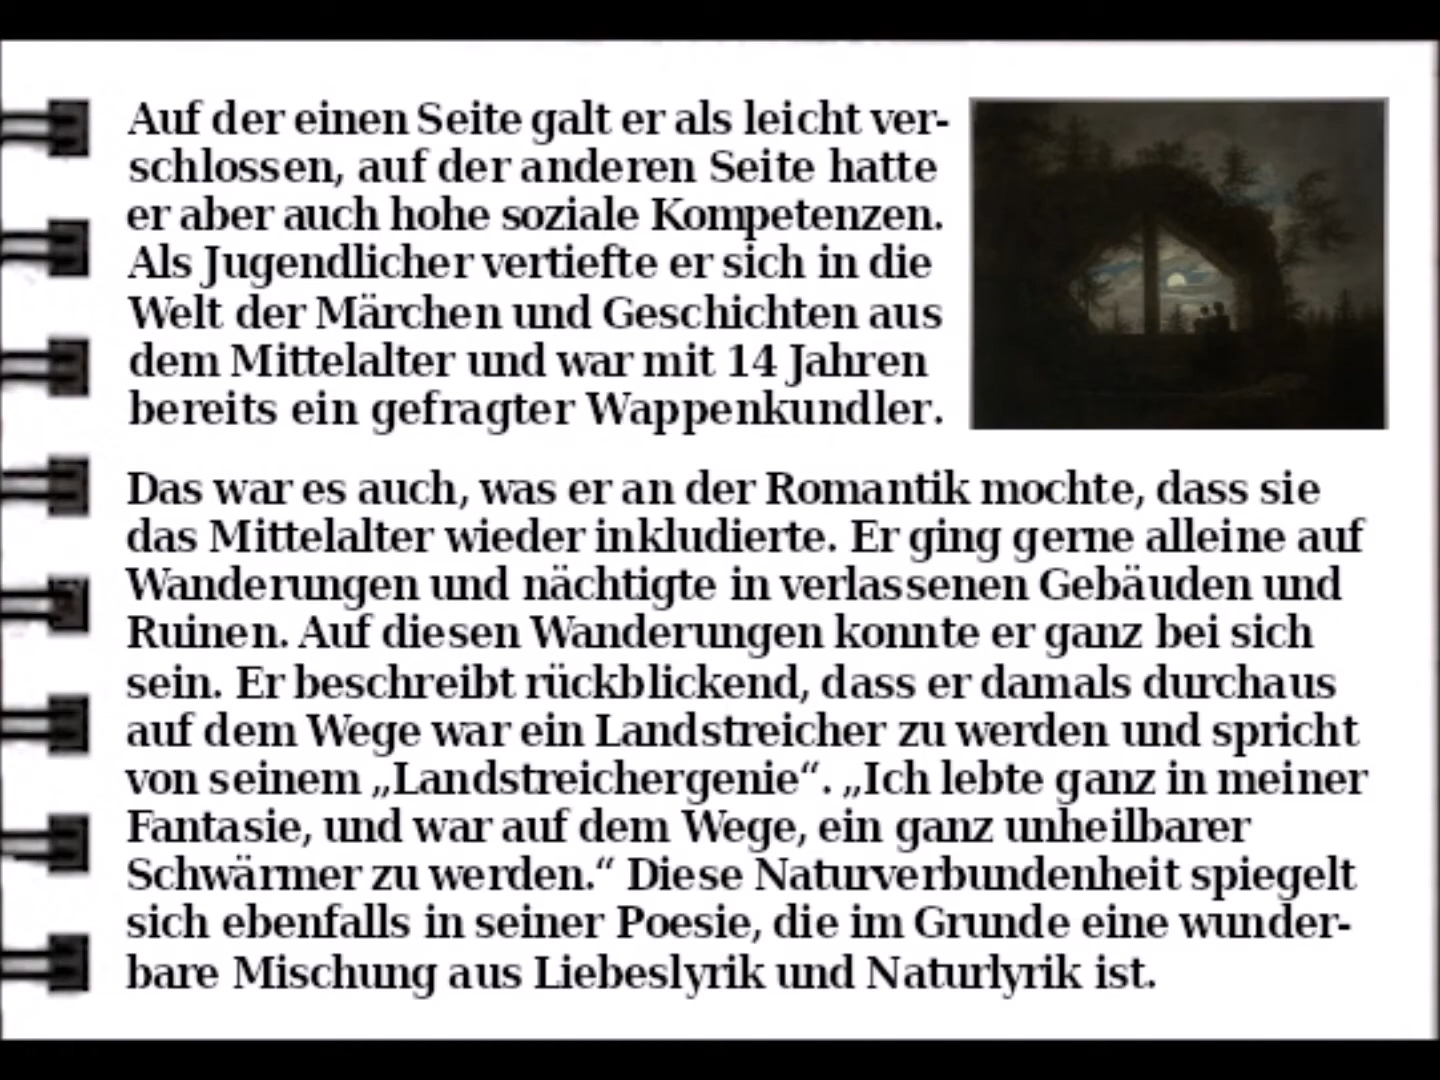 Auf der einen Seite galt er als leicht ver-
schlossen, auf der anderen Seite hatte
er aber auch hohe soziale Kompetenzen.
Als Jugendlicher vertiefte er sich in die
Welt der Märchen und Geschichten aus
dem Mittelalter und war mit 14 Jahren
bereits ein gefragter Wappenkundler.
Das war es auch, was er an der Romantik mochte, dass sie
das Mittelalter wieder inkludierte. Er ging gerne alleine auf
Wanderungen und nächtigte in verlassenen Gebäuden und
Ruinen. Auf diesen Wanderungen konnte er ganz bei sich
sein. Er beschreibt rückblickend, dass er damals durchaus
auf dem Wege war ein Landstreicher zu werden und spricht
von seinem „Landstreichergenie“. „Ich lebte ganz in meiner
Fantasie, und war auf dem Wege, ein ganz unheilbarer
Schwärmer zu werden.“ Diese Naturverbundenheit spiegelt
sich ebenfalls in seiner Poesie, die im Grunde eine wunder-
bare Mischung aus Liebeslyrik und Naturlyrik ist.